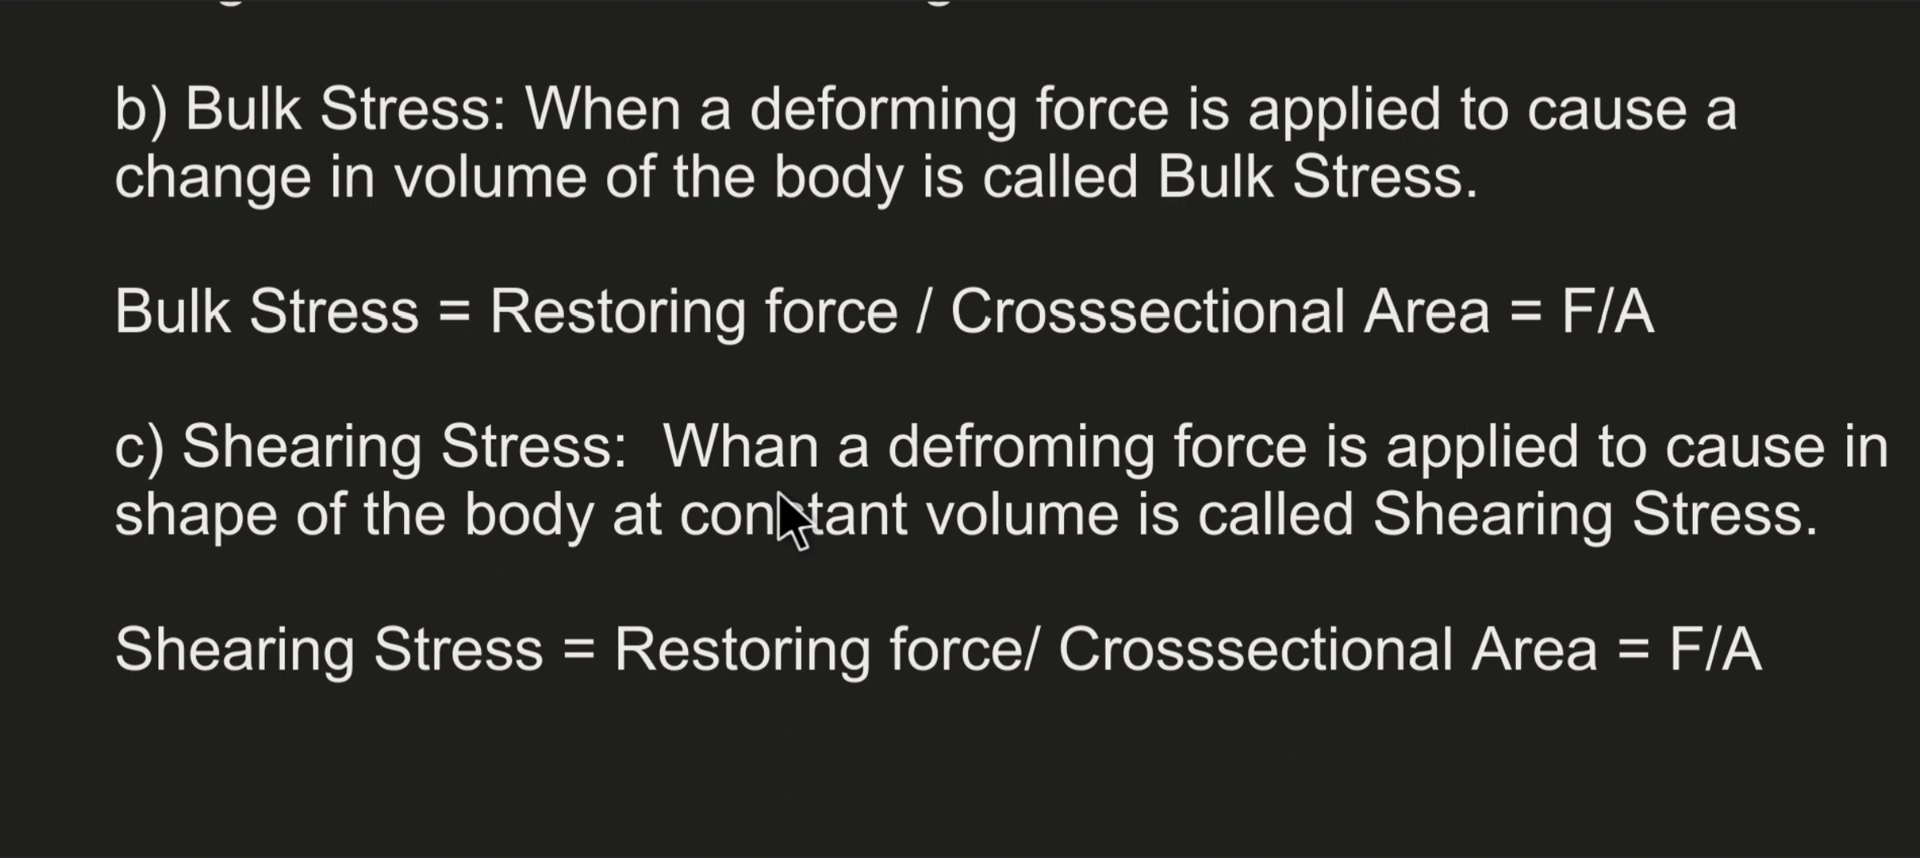 b) Bulk Stress: When a deforming force is applied to cause a
change in volume of the body is called Bulk Stress.
Bulk Stress = Restoring force / Crosssectional Area = F/A
c) Shearing Stress:  Whan a defroming force is applied to cause in
shape of the body at constant volume is called Shearing Stress.
Shearing Stress = Restoring force/ Crosssectional Area = F/A